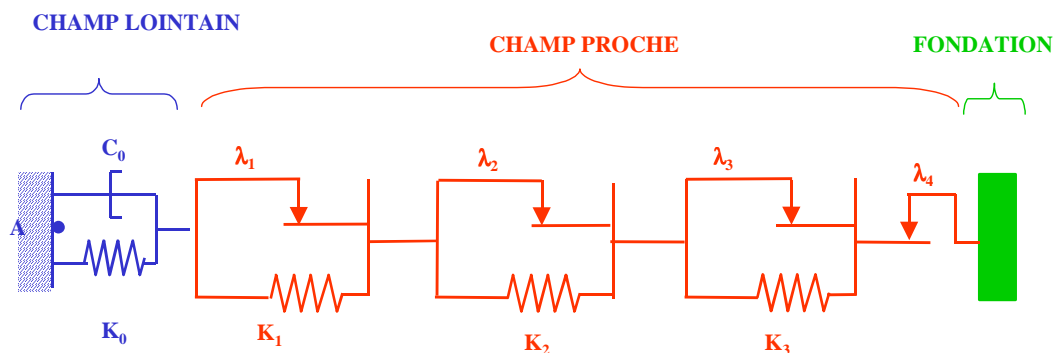 CHAMP LOINTAIN
CHAMP PROCHE
FONDATION
C₀
λ₁
λ₂
λ₃
λ₄
A
K₀
K₁
K₂
K₃